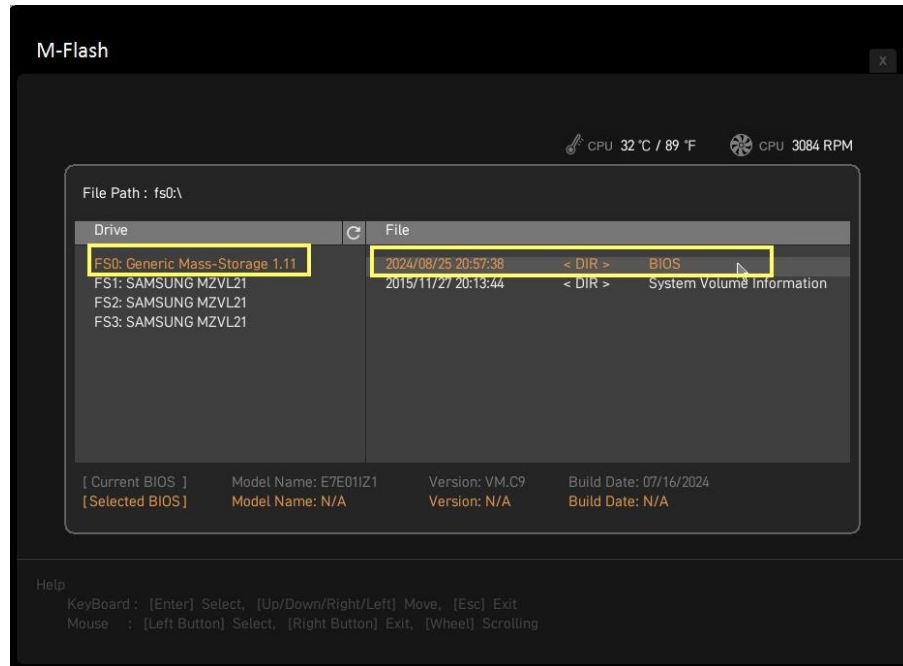 M-Flash
X
CPU 32 °C / 89 °F CPU 3084 RPM
File Path : fs0:\
Drive File
FS0: Generic Mass-Storage 1.11 2024/08/25 20:57:38 < DIR > BIOS
FS1: SAMSUNG MZVL21 2015/11/27 20:13:44 < DIR > System Volume Information
FS2: SAMSUNG MZVL21
FS3: SAMSUNG MZVL21
[ Current BIOS ] Model Name: E7E01IZ1 Version: VM.C9 Build Date: 07/16/2024
[Selected BIOS] Model Name: N/A Version: N/A Build Date: N/A
Help
KeyBoard : [Enter] Select, [Up/Down/Right/Left] Move, [Esc] Exit
Mouse : [Left Button] Select, [Right Button] Exit, [Wheel] Scrolling